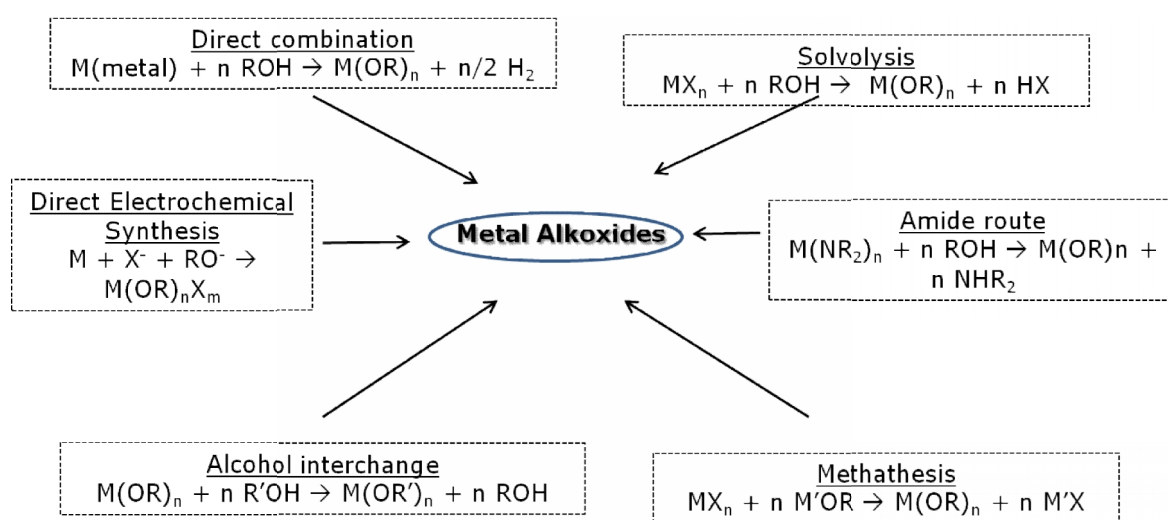 Direct combination
M(metal) + n ROH → M(OR)ₙ + n/2 H₂
Solvolysis
MXₙ + n ROH → M(OR)ₙ + n HX
Direct Electrochemical
Synthesis
M + X⁻ + RO⁻ →
M(OR)ₙXₘ
Metal Alkoxides
Amide route
M(NR₂)ₙ + n ROH → M(OR)n +
n NHR₂
Alcohol interchange
M(OR)ₙ + n R'OH → M(OR')ₙ + n ROH
Methathesis
MXₙ + n M'OR → M(OR)ₙ + n M'X